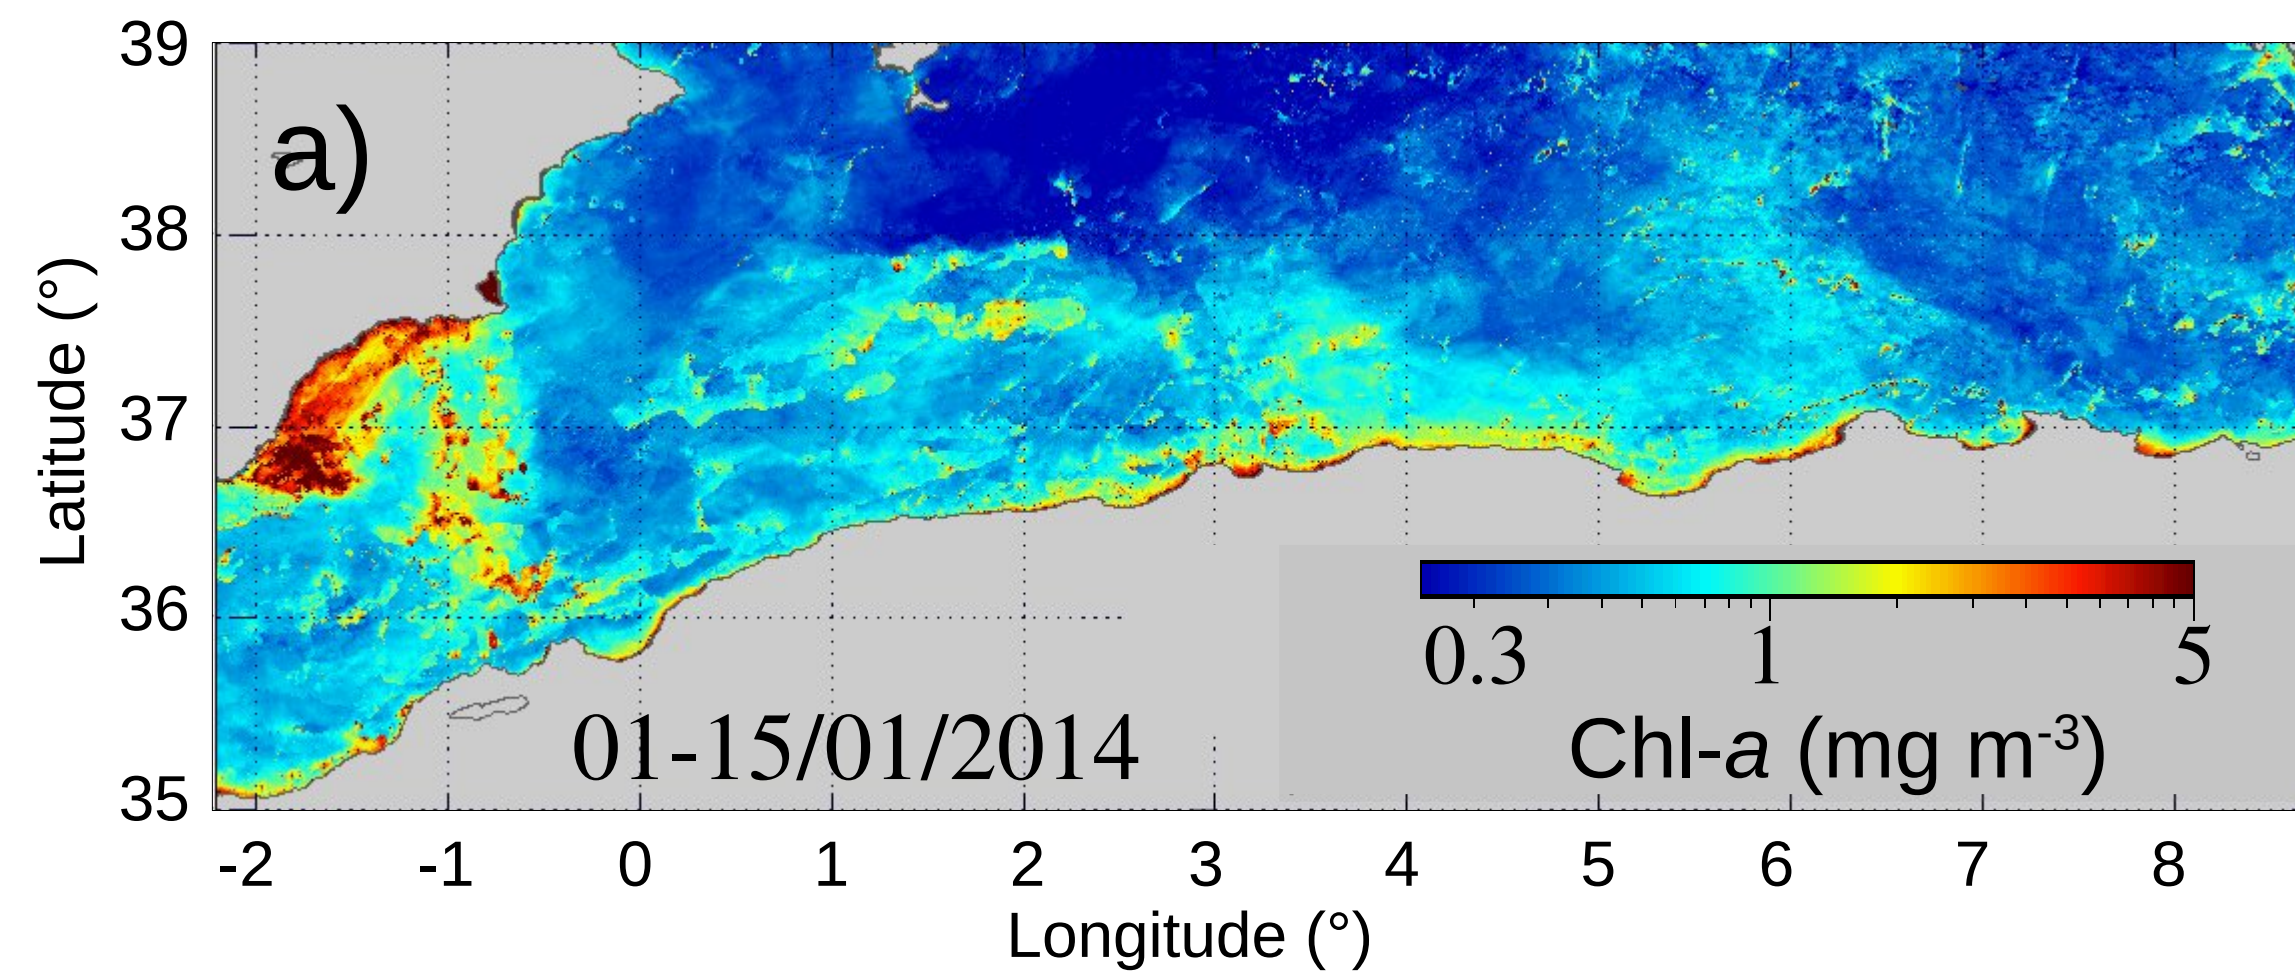 a)
39
38
37
36
35
Latitude (°)
0.3 1 5
Chl-a (mg m-3)
01-15/01/2014
-2 -1 0 1 2 3 4 5 6 7 8
Longitude (°)